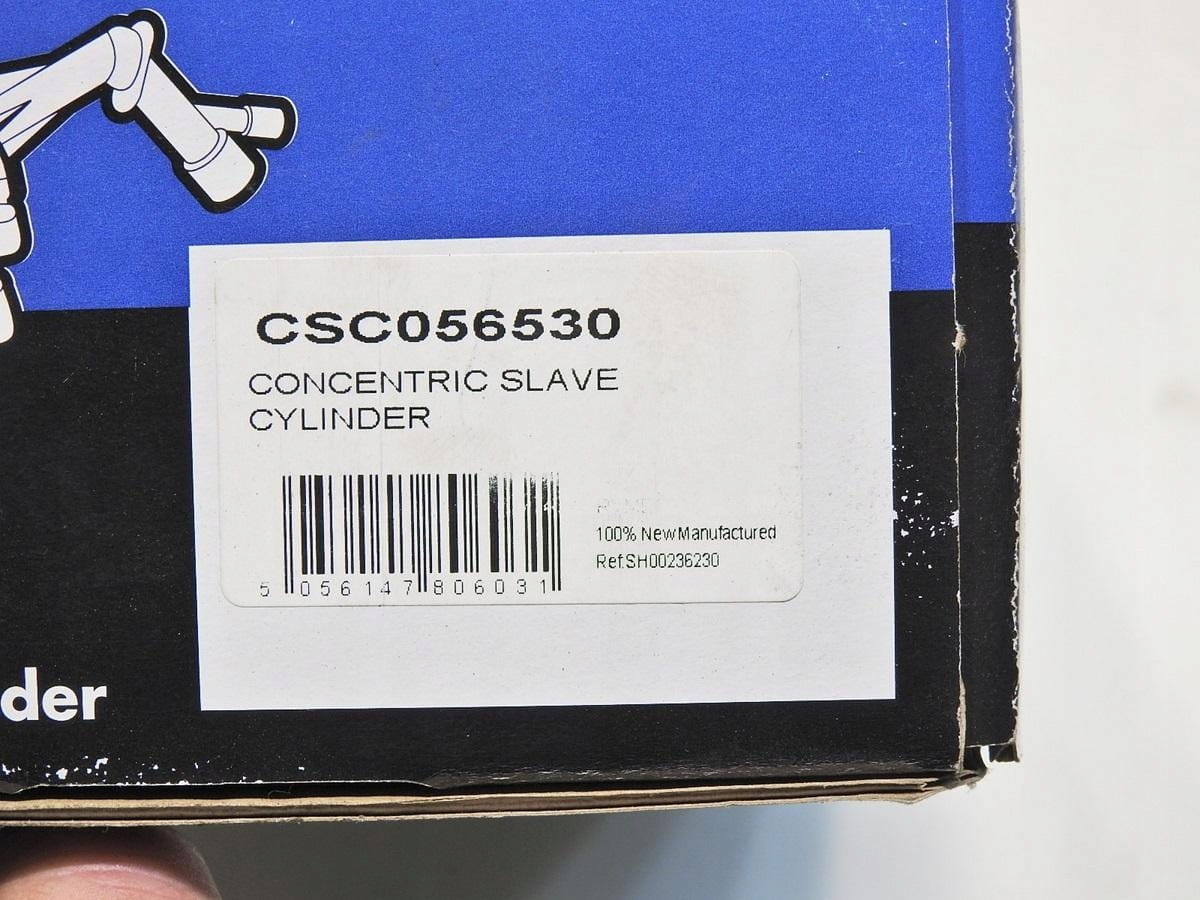 CSC056530
CONCENTRIC SLAVE
CYLINDER
100% New Manufactured
Ref:SH00236230
5 056147 806031
der